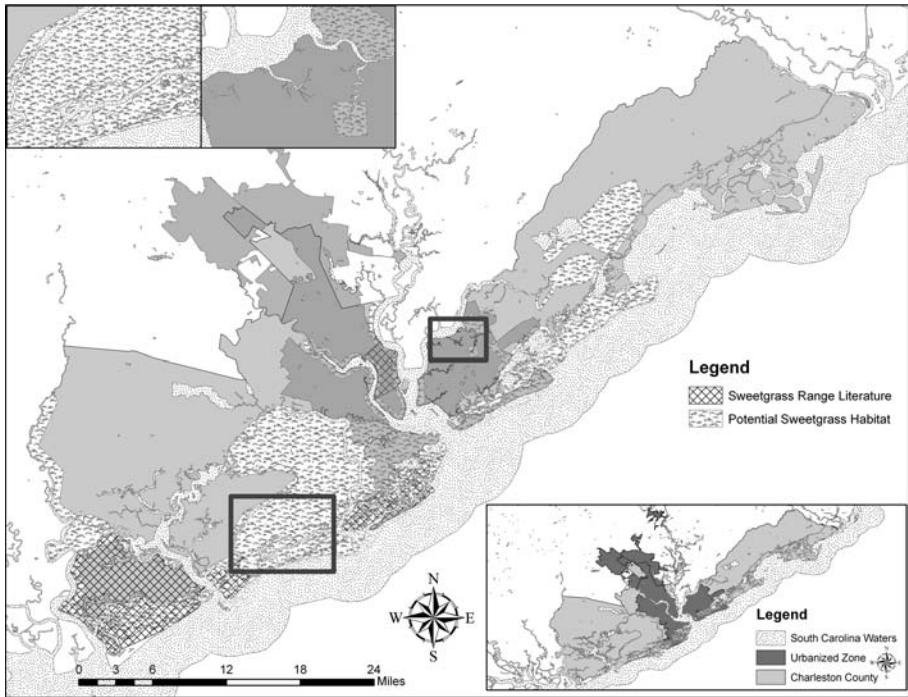 Legend
Sweetgrass Range Literature
Potential Sweetgrass Habitat
N
W E
S
0 3 6 12 18 24
Miles
Legend
South Carolina Waters
Urbanized Zone
Charleston County